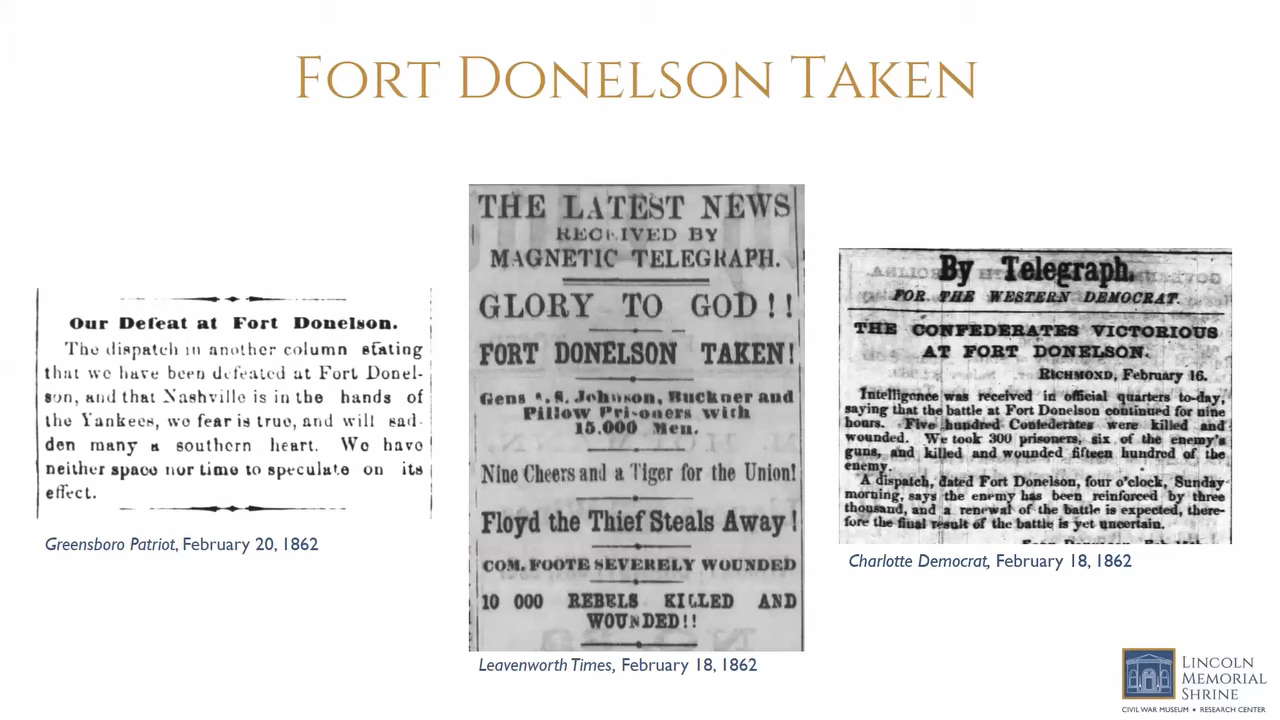 FORT DONELSON TAKEN
Our Defeat at Fort Donelson.
The dispatch in another column stating
that we have been defeated at Fort Donel-
son, and that Nashville is in the hands of
the Yankees, we fear is true, and will sad-
den many a southern heart. We have
neither space nor time to speculate on its
effect.
Greensboro Patriot, February 20, 1862
THE LATEST NEWS
RECEIVED BY
MAGNETIC TELEGRAPH.
GLORY TO GOD!!
FORT DONELSON TAKEN!
Gens A. S. Johnson, Buckner and
Pillow Prisoners with
15,000 Men.
Nine Cheers and a Tiger for the Union!
Floyd the Thief Steals Away!
COM. FOOTE SEVERELY WOUNDED
10 000 REBELS KILLED AND
WOUNDED!!
Leavenworth Times, February 18, 1862
By Telegraph.
FOR THE WESTERN DEMOCRAT.
THE CONFEDERATES VICTORIOUS
AT FORT DONELSON.
RICHMOND, February 16.
Intelligence was received in official quarters to-day,
saying that the battle at Fort Donelson continued for nine
hours. Five hundred Confederates were killed and
wounded. We took 300 prisoners, six of the enemy's
guns, and killed and wounded fifteen hundred of the
enemy.
A dispatch, dated Fort Donelson, four o'clock, Sunday
morning, says the enemy has been reinforced by three
thousand, and a renewal of the battle is expected, there-
fore the final result of the battle is yet uncertain.
Charlotte Democrat, February 18, 1862
LINCOLN
MEMORIAL
SHRINE
CIVIL WAR MUSEUM • RESEARCH CENTER